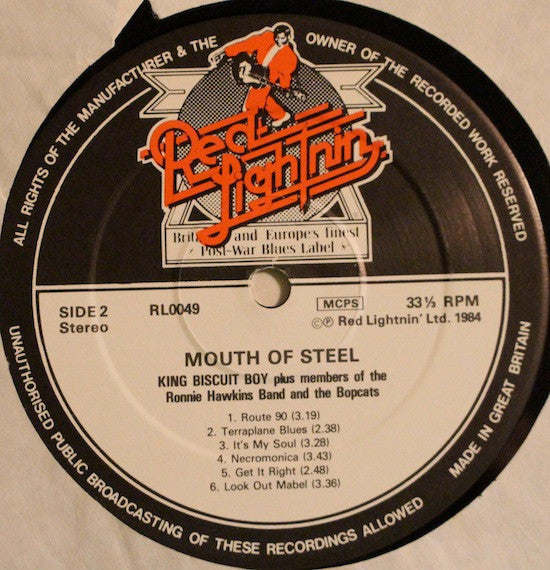 ALL RIGHTS OF THE MANUFACTURER & THE OWNER OF THE RECORDED WORK RESERVED
Red
Lightnin'
Brit and Europe's finest
Post-War Blues Label
SIDE 2 RL0049 MCPS 33⅓ RPM
Stereo ©℗ Red Lightnin' Ltd. 1984
MOUTH OF STEEL
KING BISCUIT BOY plus members of the
Ronnie Hawkins Band and the Bopcats
1. Route 90 (3.19)
2. Terraplane Blues (2.38)
3. It's My Soul (3.28)
4. Necromonica (3.43)
5. Get It Right (2.48)
6. Look Out Mabel (3.36)
UNAUTHORISED PUBLIC BROADCASTING OF THESE RECORDINGS ALLOWED
MADE IN GREAT BRITAIN